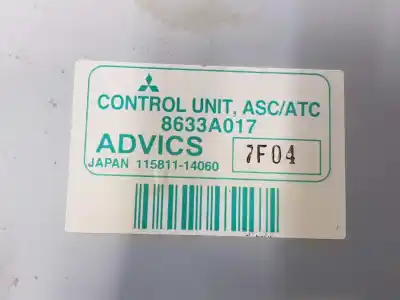 CONTROL UNIT, ASC/ATC
8633A017
ADVICS 7F04
JAPAN 115811-14060